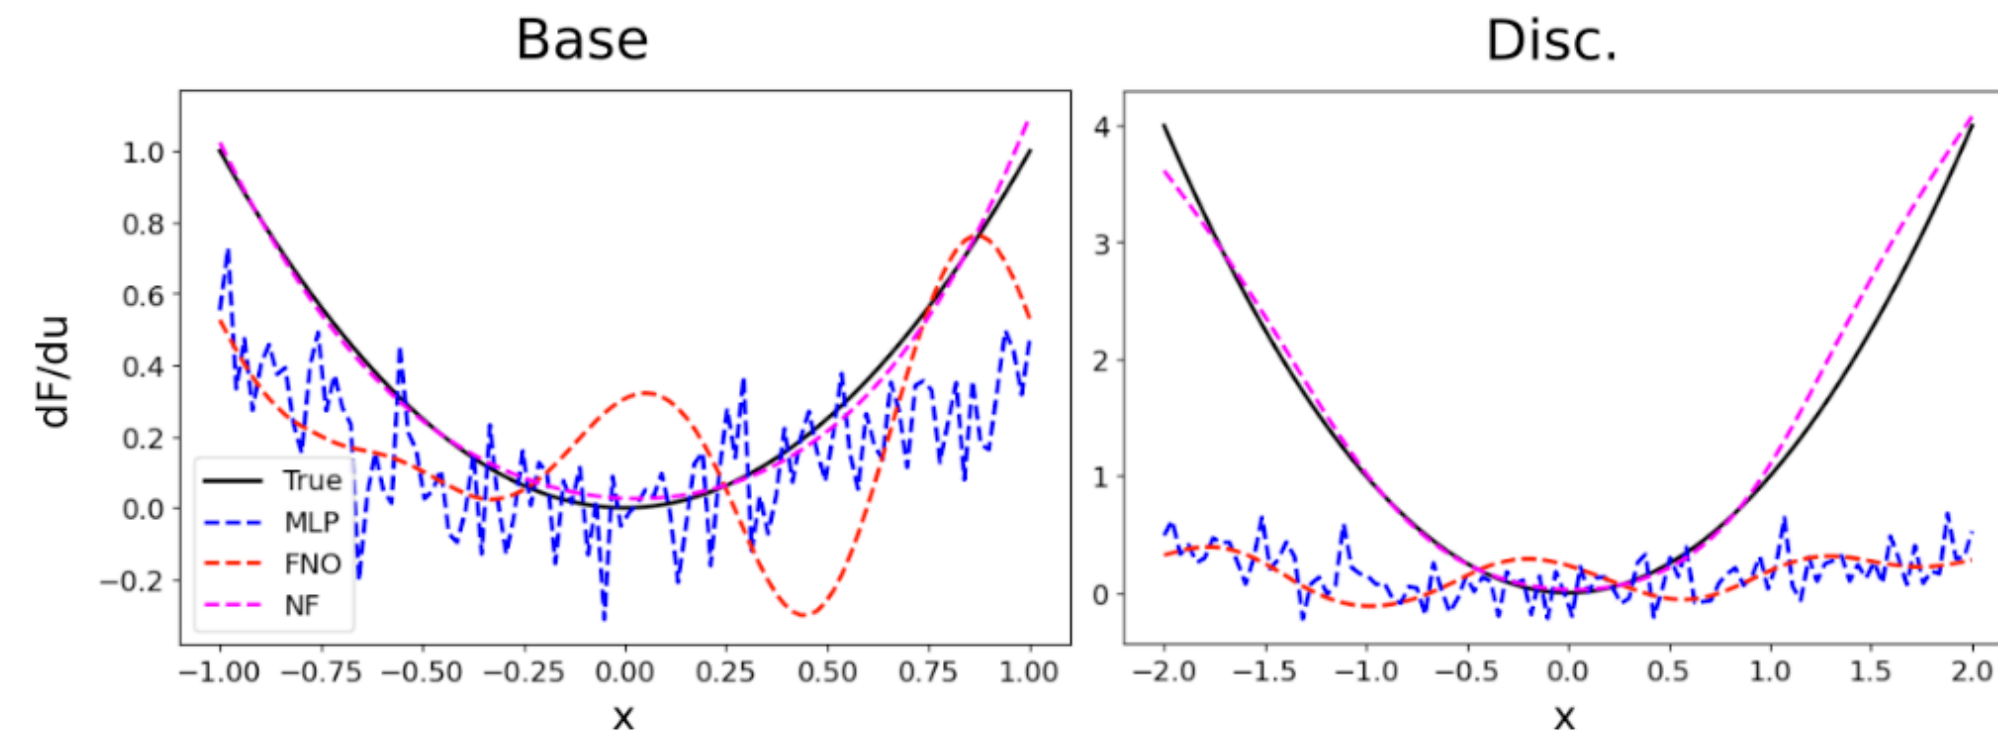 Base
Disc.
dF/du
1.0
0.8
0.6
0.4
0.2
0.0
−0.2
True
MLP
FNO
NF
−1.00 −0.75 −0.50 −0.25 0.00 0.25 0.50 0.75 1.00
x
4
3
2
1
0
−2.0 −1.5 −1.0 −0.5 0.0 0.5 1.0 1.5 2.0
x